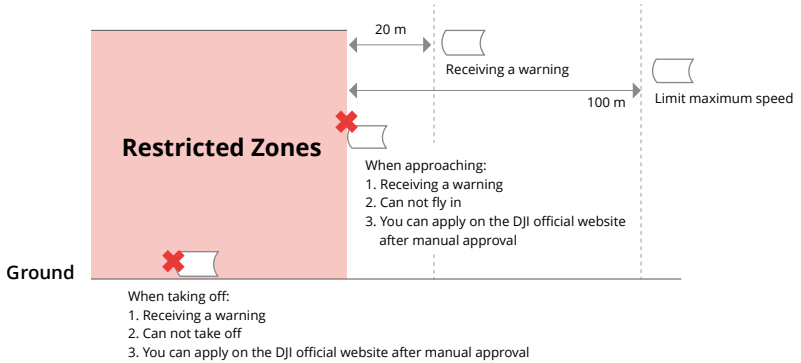 20 m
Receiving a warning
100 m
Limit maximum speed
Restricted Zones
When approaching:
1. Receiving a warning
2. Can not fly in
3. You can apply on the DJI official website
after manual approval
Ground
When taking off:
1. Receiving a warning
2. Can not take off
3. You can apply on the DJI official website after manual approval